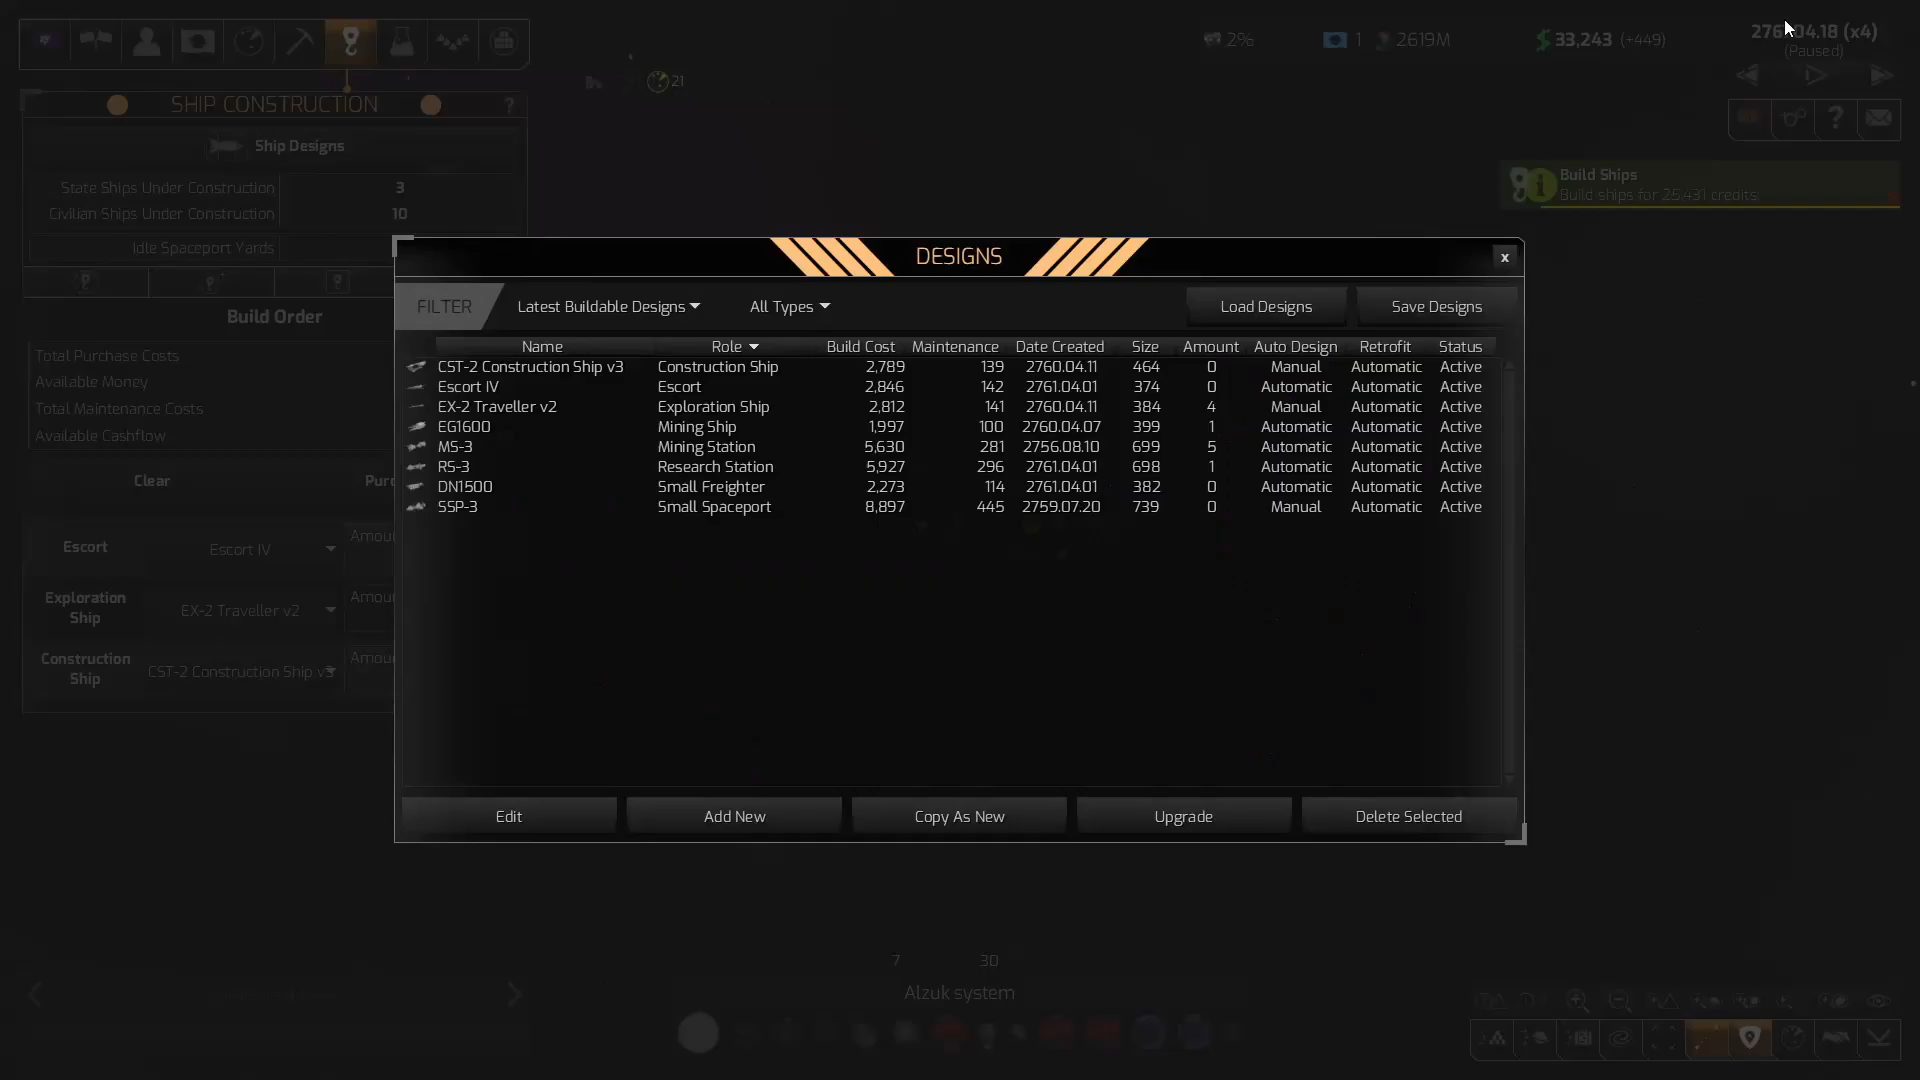 2% 1 2619M 33,243 (+449) (x4)
(Paused)
21
SHIP CONSTRUCTION ?
Ship Designs
State Ships Under Construction 3
Civilian Ships Under Construction 10
Idle Spaceport Yards
Build Order
Total Purchase Costs
Available Money
Total Maintenance Costs
Available Cashflow
Clear
Escort Escort IV
Exploration Ship EX-2 Traveller v2
Construction Ship CST-2 Construction Ship v3
?
Build Ships
Build ships for 25,431 credits
DESIGNS x
FILTER Latest Buildable Designs All Types Load Designs Save Designs
Name Role Build Cost Maintenance Date Created Size Amount Auto Design Retrofit Status
CST-2 Construction Ship v3 Construction Ship 2,789 139 2760.04.11 464 0 Manual Automatic Active
Escort IV Escort 2,846 142 2761.04.01 374 0 Automatic Automatic Active
EX-2 Traveller v2 Exploration Ship 2,812 141 2760.04.11 384 4 Manual Automatic Active
EG1600 Mining Ship 1,997 100 2760.04.07 399 1 Automatic Automatic Active
MS-3 Mining Station 5,630 281 2756.08.10 699 5 Automatic Automatic Active
RS-3 Research Station 5,927 296 2761.04.01 698 1 Automatic Automatic Active
DN1500 Small Freighter 2,273 114 2761.04.01 382 0 Automatic Automatic Active
SSP-3 Small Spaceport 8,897 445 2759.07.20 739 0 Manual Automatic Active
Edit Add New Copy As New Upgrade Delete Selected
7 30
Alzuk system